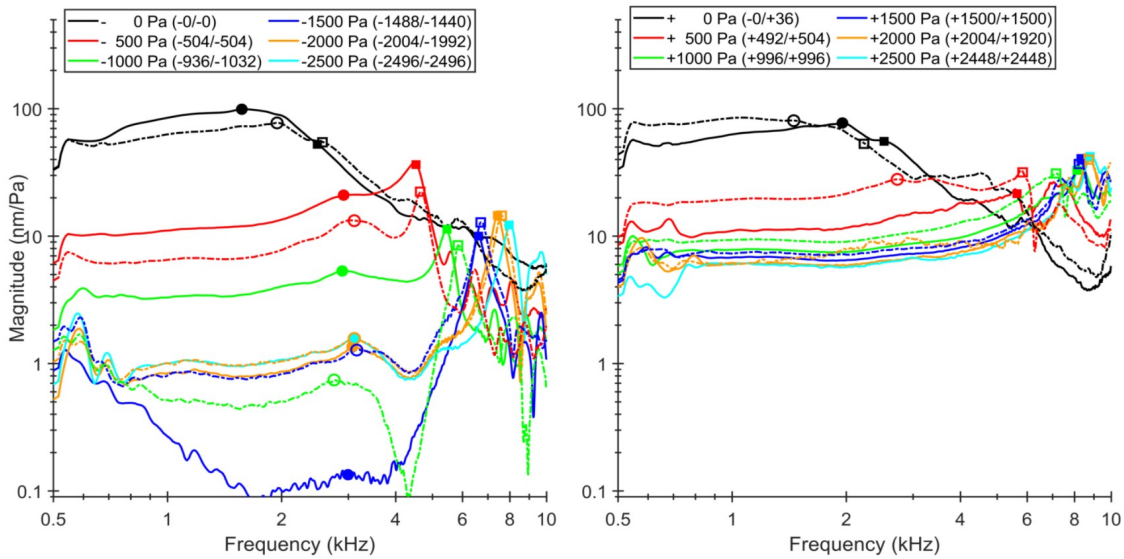 - 0 Pa (-0/-0)
- 500 Pa (-504/-504)
-1000 Pa (-936/-1032)
-1500 Pa (-1488/-1440)
-2000 Pa (-2004/-1992)
-2500 Pa (-2496/-2496)
Magnitude (nm/Pa)
100
10
1
0.1
0.5
1
2
4
6
8
10
Frequency (kHz)
+ 0 Pa (-0/+36)
+ 500 Pa (+492/+504)
+1000 Pa (+996/+996)
+1500 Pa (+1500/+1500)
+2000 Pa (+2004/+1920)
+2500 Pa (+2448/+2448)
100
10
1
0.1
0.5
1
2
4
6
8
10
Frequency (kHz)